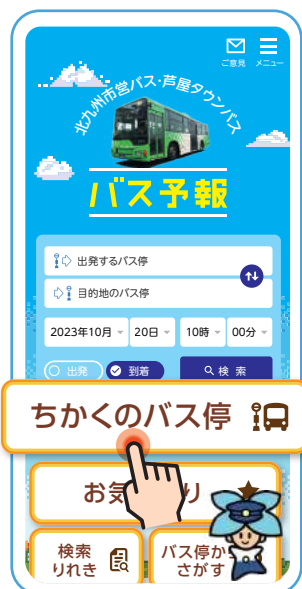 ご意見 メニュー
北九州市営バス・芦屋タウンバス
バス予報
出発するバス停
目的地のバス停
2023年10月 20日 10時 00分
出発 到着 検 索
ちかくのバス停
お気 り
検索 バス停か
りれき さがす